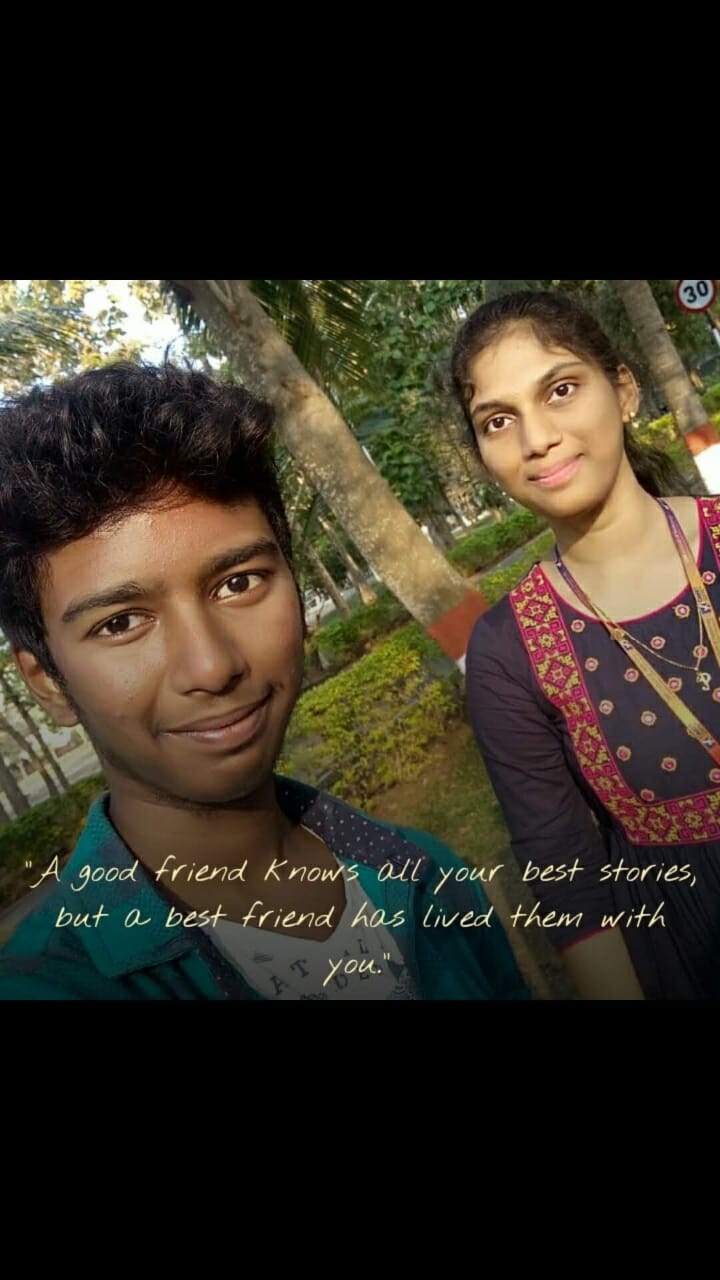 30
"A good friend knows all your best stories,
but a best friend has lived them with
you."